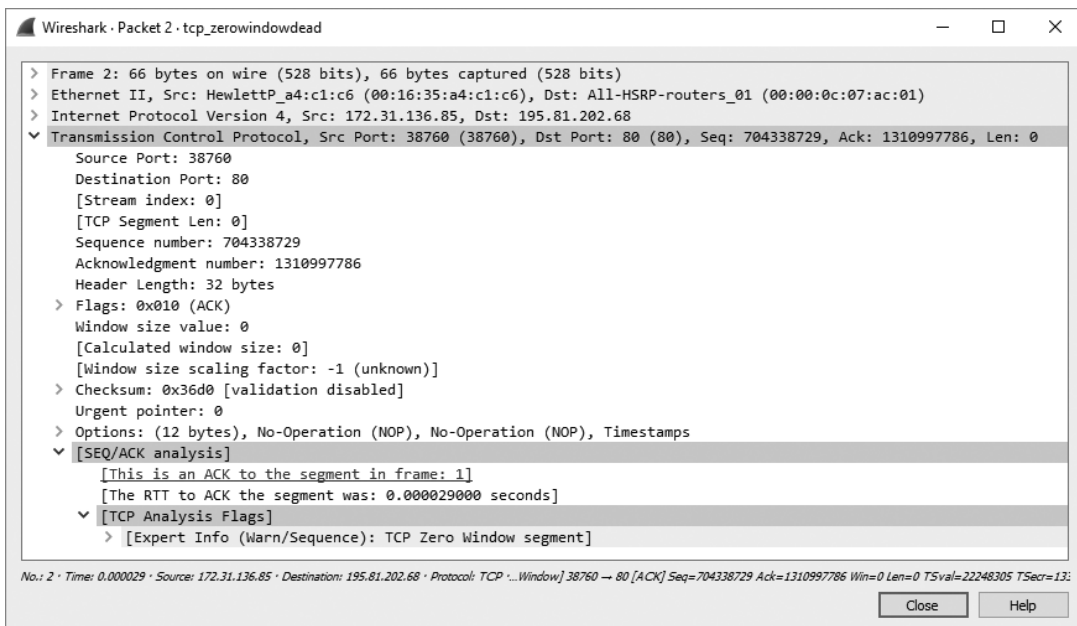 Wireshark · Packet 2 · tcp_zerowindowdead
Frame 2: 66 bytes on wire (528 bits), 66 bytes captured (528 bits)
Ethernet II, Src: HewlettP_a4:c1:c6 (00:16:35:a4:c1:c6), Dst: All-HSRP-routers_01 (00:00:0c:07:ac:01)
Internet Protocol Version 4, Src: 172.31.136.85, Dst: 195.81.202.68
Transmission Control Protocol, Src Port: 38760 (38760), Dst Port: 80 (80), Seq: 704338729, Ack: 1310997786, Len: 0
Source Port: 38760
Destination Port: 80
[Stream index: 0]
[TCP Segment Len: 0]
Sequence number: 704338729
Acknowledgment number: 1310997786
Header Length: 32 bytes
Flags: 0x010 (ACK)
Window size value: 0
[Calculated window size: 0]
[Window size scaling factor: -1 (unknown)]
Checksum: 0x36d0 [validation disabled]
Urgent pointer: 0
Options: (12 bytes), No-Operation (NOP), No-Operation (NOP), Timestamps
[SEQ/ACK analysis]
[This is an ACK to the segment in frame: 1]
[The RTT to ACK the segment was: 0.000029000 seconds]
[TCP Analysis Flags]
[Expert Info (Warn/Sequence): TCP Zero Window segment]
No.: 2 · Time: 0.000029 · Source: 172.31.136.85 · Destination: 195.81.202.68 · Protocol: TCP ·...Window] 38760 → 80 [ACK] Seq=704338729 Ack=1310997786 Win=0 Len=0 TSval=22248305 TSecr=133
Close Help